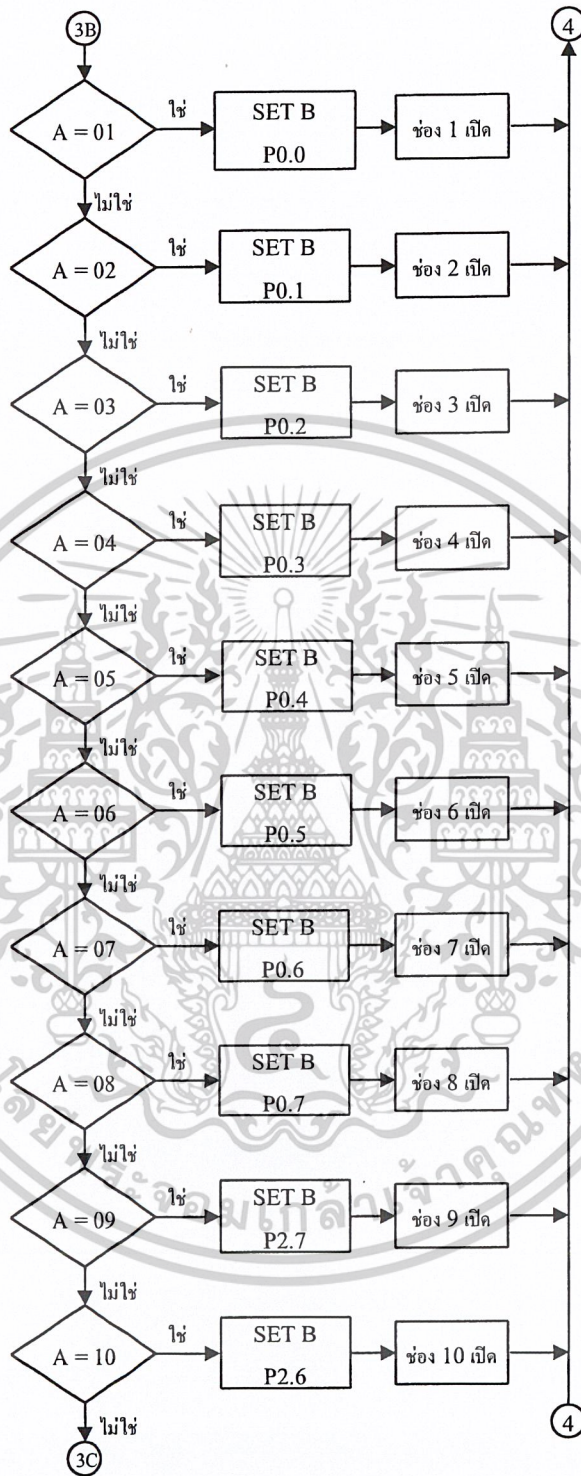 3B
4
A = 01
ใช่
SET B
P0.0
ช่อง 1 เปิด
ไม่ใช่
A = 02
ใช่
SET B
P0.1
ช่อง 2 เปิด
ไม่ใช่
A = 03
ใช่
SET B
P0.2
ช่อง 3 เปิด
ไม่ใช่
A = 04
ใช่
SET B
P0.3
ช่อง 4 เปิด
ไม่ใช่
A = 05
ใช่
SET B
P0.4
ช่อง 5 เปิด
ไม่ใช่
A = 06
ใช่
SET B
P0.5
ช่อง 6 เปิด
ไม่ใช่
A = 07
ใช่
SET B
P0.6
ช่อง 7 เปิด
ไม่ใช่
A = 08
ใช่
SET B
P0.7
ช่อง 8 เปิด
ไม่ใช่
A = 09
ใช่
SET B
P2.7
ช่อง 9 เปิด
ไม่ใช่
A = 10
ใช่
SET B
P2.6
ช่อง 10 เปิด
ไม่ใช่
3C
4